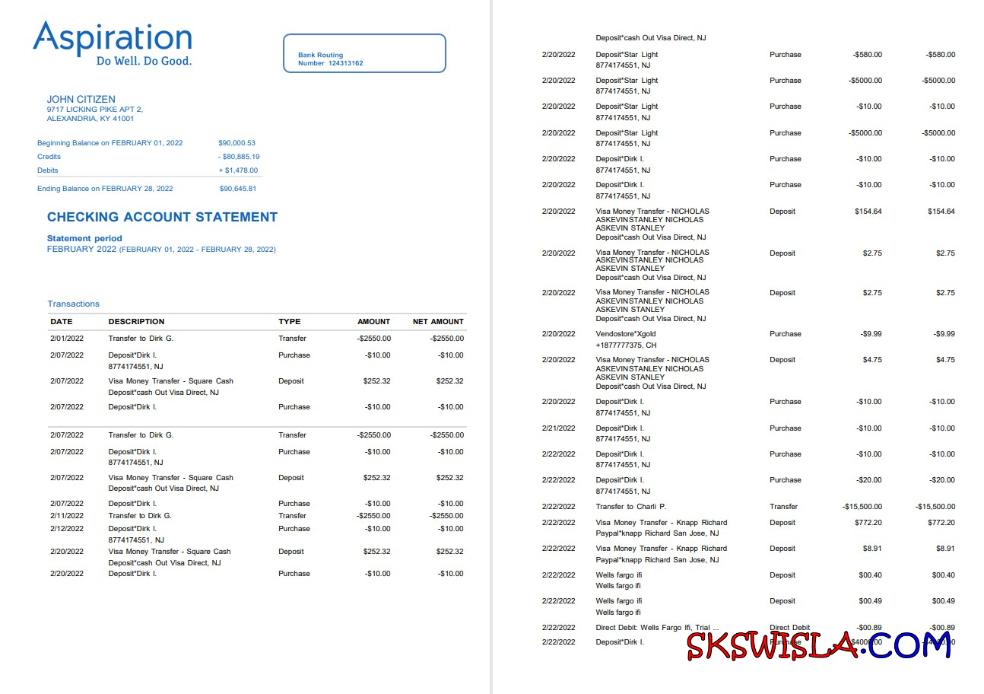 Aspiration
Do Well. Do Good.
Bank Routing
Number 124313162
JOHN CITIZEN
9717 LICKING PIKE APT 2,
ALEXANDRIA, KY 41001
Beginning Balance on FEBRUARY 01, 2022 $90,000.53
Credits - $80,885.19
Debits + $1,478.00
Ending Balance on FEBRUARY 28, 2022 $90,645.81
CHECKING ACCOUNT STATEMENT
Statement period
FEBRUARY 2022 (FEBRUARY 01, 2022 - FEBRUARY 28, 2022)
Transactions
DATE DESCRIPTION TYPE AMOUNT NET AMOUNT
2/01/2022 Transfer to Dirk G. Transfer -$2550.00 -$2550.00
2/07/2022 Deposit*Dirk I. Purchase -$10.00 -$10.00
8774174551, NJ
2/07/2022 Visa Money Transfer - Square Cash Deposit $252.32 $252.32
Deposit*cash Out Visa Direct, NJ
2/07/2022 Deposit*Dirk I. Purchase -$10.00 -$10.00
2/07/2022 Transfer to Dirk G. Transfer -$2550.00 -$2550.00
2/07/2022 Deposit*Dirk I. Purchase -$10.00 -$10.00
8774174551, NJ
2/07/2022 Visa Money Transfer - Square Cash Deposit $252.32 $252.32
Deposit*cash Out Visa Direct, NJ
2/07/2022 Deposit*Dirk I. Purchase -$10.00 -$10.00
2/11/2022 Transfer to Dirk G. Transfer -$2550.00 -$2550.00
2/12/2022 Deposit*Dirk I. Purchase -$10.00 -$10.00
8774174551, NJ
2/20/2022 Visa Money Transfer - Square Cash Deposit $252.32 $252.32
Deposit*cash Out Visa Direct, NJ
2/20/2022 Deposit*Dirk I. Purchase -$10.00 -$10.00
Deposit*cash Out Visa Direct, NJ
2/20/2022 Deposit*Star Light Purchase -$580.00 -$580.00
8774174551, NJ
2/20/2022 Deposit*Star Light Purchase -$5000.00 -$5000.00
8774174551, NJ
2/20/2022 Deposit*Star Light Purchase -$10.00 -$10.00
8774174551, NJ
2/20/2022 Deposit*Star Light Purchase -$5000.00 -$5000.00
8774174551, NJ
2/20/2022 Deposit*Dirk I. Purchase -$10.00 -$10.00
8774174551, NJ
2/20/2022 Deposit*Dirk I. Purchase -$10.00 -$10.00
8774174551, NJ
2/20/2022 Visa Money Transfer - NICHOLAS Deposit $154.64 $154.64
ASKEVINSTANLEY NICHOLAS
ASKEVIN STANLEY
Deposit*cash Out Visa Direct, NJ
2/20/2022 Visa Money Transfer - NICHOLAS Deposit $2.75 $2.75
ASKEVINSTANLEY NICHOLAS
ASKEVIN STANLEY
Deposit*cash Out Visa Direct, NJ
2/20/2022 Visa Money Transfer - NICHOLAS Deposit $2.75 $2.75
ASKEVINSTANLEY NICHOLAS
ASKEVIN STANLEY
Deposit*cash Out Visa Direct, NJ
2/20/2022 Vendostore*Xgold Purchase -$9.99 -$9.99
+1877777375, CH
2/20/2022 Visa Money Transfer - NICHOLAS Deposit $4.75 $4.75
ASKEVINSTANLEY NICHOLAS
ASKEVIN STANLEY
Deposit*cash Out Visa Direct, NJ
2/20/2022 Deposit*Dirk I. Purchase -$10.00 -$10.00
8774174551, NJ
2/21/2022 Deposit*Dirk I. Purchase -$10.00 -$10.00
8774174551, NJ
2/22/2022 Deposit*Dirk I. Purchase -$10.00 -$10.00
8774174551, NJ
2/22/2022 Deposit*Dirk I. Purchase -$20.00 -$20.00
8774174551, NJ
2/22/2022 Transfer to Charli P. Transfer -$15,500.00 -$15,500.00
2/22/2022 Visa Money Transfer - Knapp Richard Deposit $772.20 $772.20
Paypal*knapp Richard San Jose, NJ
2/22/2022 Visa Money Transfer - Knapp Richard Deposit $8.91 $8.91
Paypal*knapp Richard San Jose, NJ
2/22/2022 Wells fargo ifi Deposit $00.40 $00.40
Wells fargo ifi
2/22/2022 Wells fargo ifi Deposit $00.49 $00.49
Wells fargo ifi
2/22/2022 Direct Debit: Wells Fargo Ifi, Trial ... Direct Debit -$00.89 -$00.89
2/22/2022 Deposit*Dirk I.
SKSWISLA.COM